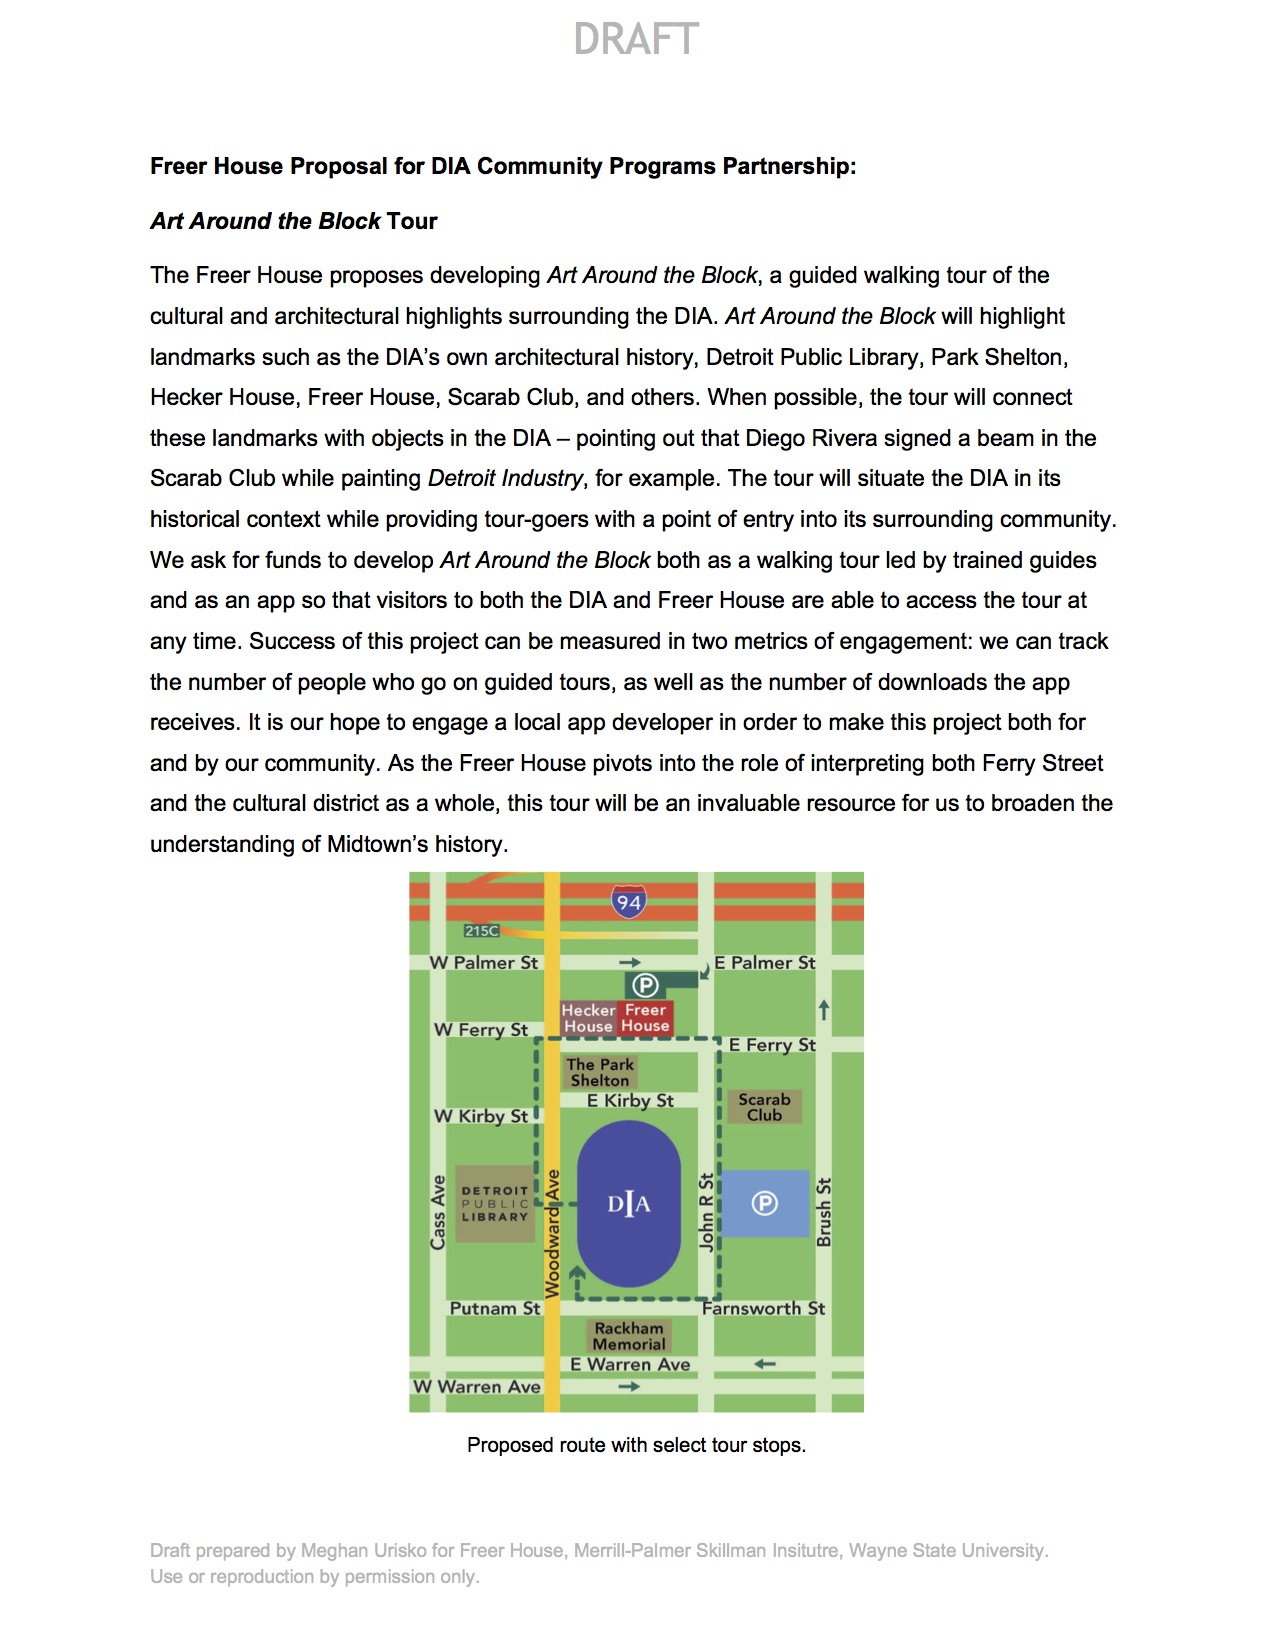 DRAFT
Freer House Proposal for DIA Community Programs Partnership:
Art Around the Block Tour
The Freer House proposes developing Art Around the Block, a guided walking tour of the
cultural and architectural highlights surrounding the DIA. Art Around the Block will highlight
landmarks such as the DIA’s own architectural history, Detroit Public Library, Park Shelton,
Hecker House, Freer House, Scarab Club, and others. When possible, the tour will connect
these landmarks with objects in the DIA – pointing out that Diego Rivera signed a beam in the
Scarab Club while painting Detroit Industry, for example. The tour will situate the DIA in its
historical context while providing tour-goers with a point of entry into its surrounding community.
We ask for funds to develop Art Around the Block both as a walking tour led by trained guides
and as an app so that visitors to both the DIA and Freer House are able to access the tour at
any time. Success of this project can be measured in two metrics of engagement: we can track
the number of people who go on guided tours, as well as the number of downloads the app
receives. It is our hope to engage a local app developer in order to make this project both for
and by our community. As the Freer House pivots into the role of interpreting both Ferry Street
and the cultural district as a whole, this tour will be an invaluable resource for us to broaden the
understanding of Midtown’s history.
94
215C
W Palmer St
E Palmer St
P
Hecker
House
Freer
House
W Ferry St
E Ferry St
The Park
Shelton
E Kirby St
Scarab
Club
W Kirby St
DETROIT
PUBLIC
LIBRARY
Cass Ave
Woodward Ave
DIA
John R St
P
Brush St
Putnam St
Farnsworth St
Rackham
Memorial
E Warren Ave
W Warren Ave
Proposed route with select tour stops.
Draft prepared by Meghan Urisko for Freer House, Merrill-Palmer Skillman Insitutre, Wayne State University.
Use or reproduction by permission only.